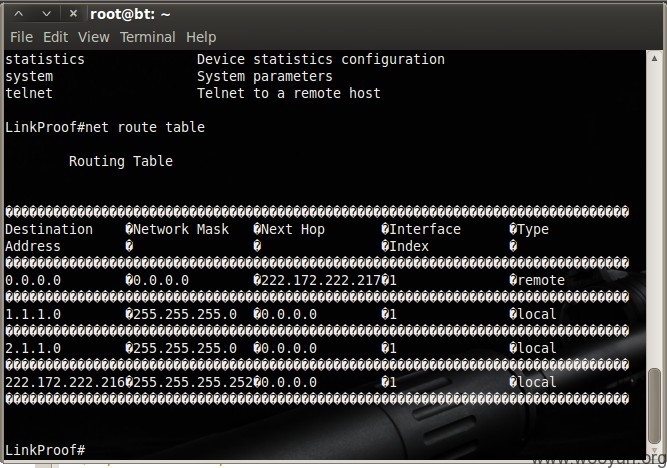 root@bt: ~
File Edit View Terminal Help
statistics Device statistics configuration
system System parameters
telnet Telnet to a remote host
LinkProof#net route table
Routing Table
������������������������������������������������������������������������������
Destination �Network Mask �Next Hop �Interface �Type
Address � � �Index �
������������������������������������������������������������������������������
0.0.0.0 �0.0.0.0 �222.172.222.217�1 �remote
������������������������������������������������������������������������������
1.1.1.0 �255.255.255.0 �0.0.0.0 �1 �local
������������������������������������������������������������������������������
2.1.1.0 �255.255.255.0 �0.0.0.0 �1 �local
������������������������������������������������������������������������������
222.172.222.216�255.255.255.252�0.0.0.0 �1 �local
������������������������������������������������������������������������������
LinkProof#
www.wooyun.org